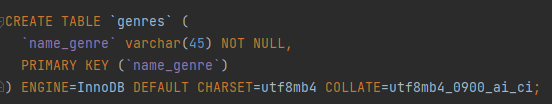 CREATE TABLE `genres` (
  `name_genre` varchar(45) NOT NULL,
  PRIMARY KEY (`name_genre`)
) ENGINE=InnoDB DEFAULT CHARSET=utf8mb4 COLLATE=utf8mb4_0900_ai_ci;